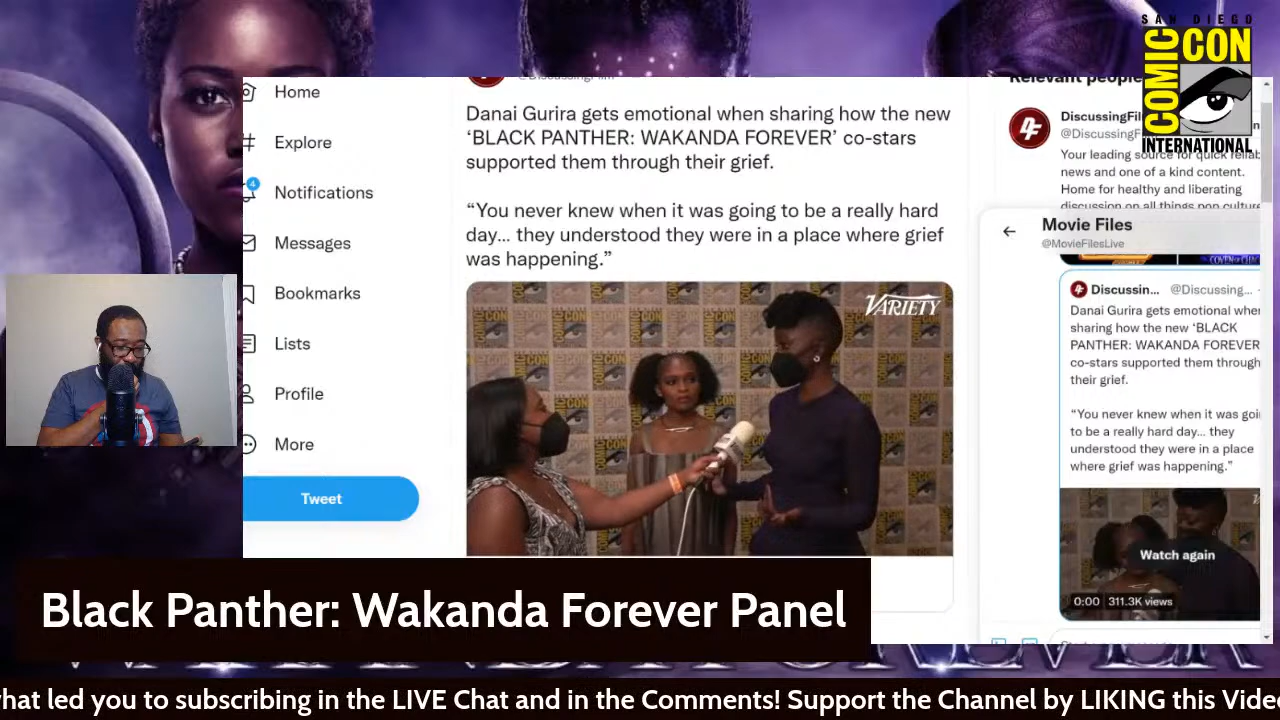 SAN DIEGO
COMIC
CON
INTERNATIONAL
Home
Explore
4
Notifications
Messages
Bookmarks
Lists
Profile
More
Tweet
Danai Gurira gets emotional when sharing how the new
‘BLACK PANTHER: WAKANDA FOREVER’ co-stars
supported them through their grief.
“You never knew when it was going to be a really hard
day... they understood they were in a place where grief
was happening.”
VARIETY
Relevant people
DiscussingFil
@DiscussingF
Your leading source for quick reliab
news and one of a kind content.
Home for healthy and liberating
discussion on all things pop culture
Movie Files
@MovieFilesLive
Discussin... @Discussing...
Danai Gurira gets emotional when
sharing how the new ‘BLACK
PANTHER: WAKANDA FOREVER
co-stars supported them through
their grief.
“You never knew when it was goi
to be a really hard day... they
understood they were in a place
where grief was happening.”
Watch again
0:00 311.3K views
Black Panther: Wakanda Forever Panel
what led you to subscribing in the LIVE Chat and in the Comments! Support the Channel by LIKING this Vide